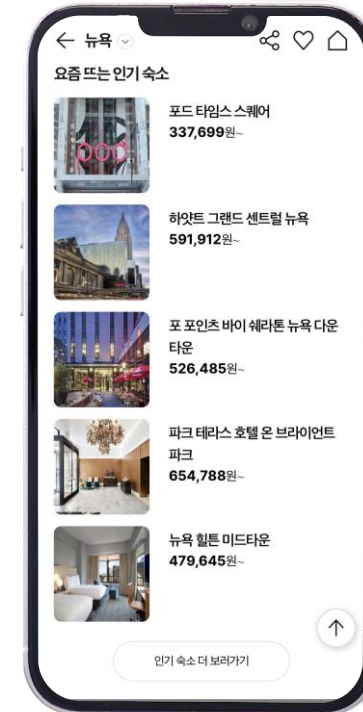 뉴욕
요즘 뜨는 인기 숙소
pod
포드 타임스 스퀘어
337,699원~
하얏트 그랜드 센트럴 뉴욕
591,912원~
포 포인츠 바이 쉐라톤 뉴욕 다운
타운
526,485원~
파크 테라스 호텔 온 브라이언트
파크
654,788원~
뉴욕 힐튼 미드타운
479,645원~
인기 숙소 더 보러가기